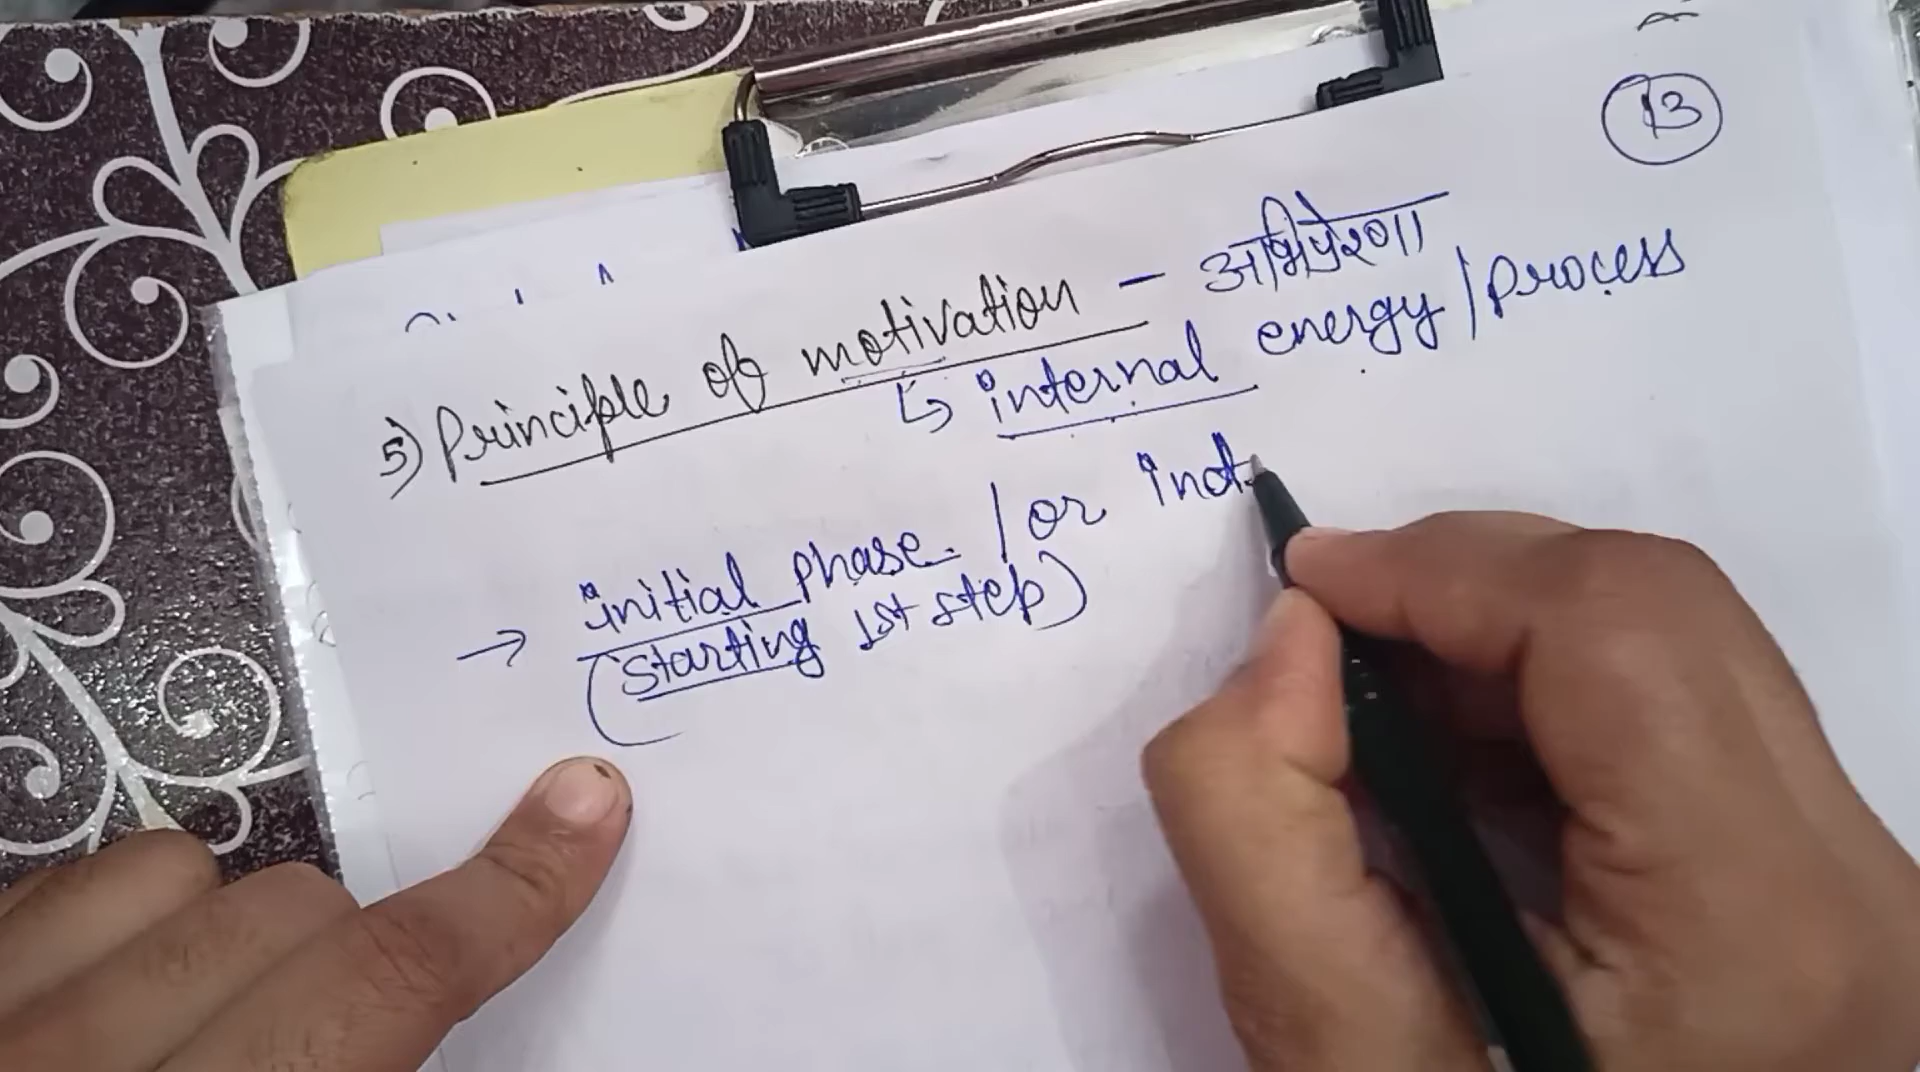 13
5) Principle of motivation - अभिप्रेरणा
↳ internal energy / process
→ initial phase. / or
(starting 1st step)